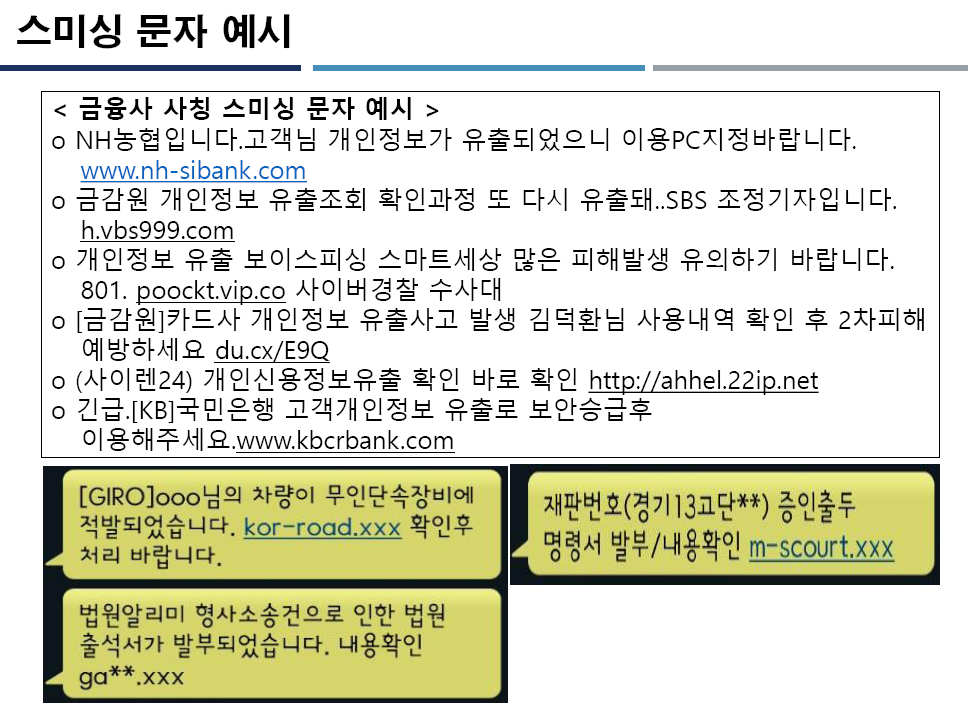 스미싱 문자 예시
< 금융사 사칭 스미싱 문자 예시 >
o NH농협입니다.고객님 개인정보가 유출되었으니 이용PC지정바랍니다.
www.nh-sibank.com
o 금감원 개인정보 유출조회 확인과정 또 다시 유출돼..SBS 조정기자입니다.
h.vbs999.com
o 개인정보 유출 보이스피싱 스마트세상 많은 피해발생 유의하기 바랍니다.
801. poockt.vip.co 사이버경찰 수사대
o [금감원]카드사 개인정보 유출사고 발생 김덕환님 사용내역 확인 후 2차피해
예방하세요 du.cx/E9Q
o (사이렌24) 개인신용정보유출 확인 바로 확인 http://ahhel.22ip.net
o 긴급.[KB]국민은행 고객개인정보 유출로 보안승급후
이용해주세요.www.kbcrbank.com
[GIRO]ooo님의 차량이 무인단속장비에
적발되었습니다. kor-road.xxx 확인후
처리 바랍니다.
법원알리미 형사소송건으로 인한 법원
출석서가 발부되었습니다. 내용확인
ga**.xxx
재판번호(경기13고단**) 증인출두
명령서 발부/내용확인 m-scourt.xxx